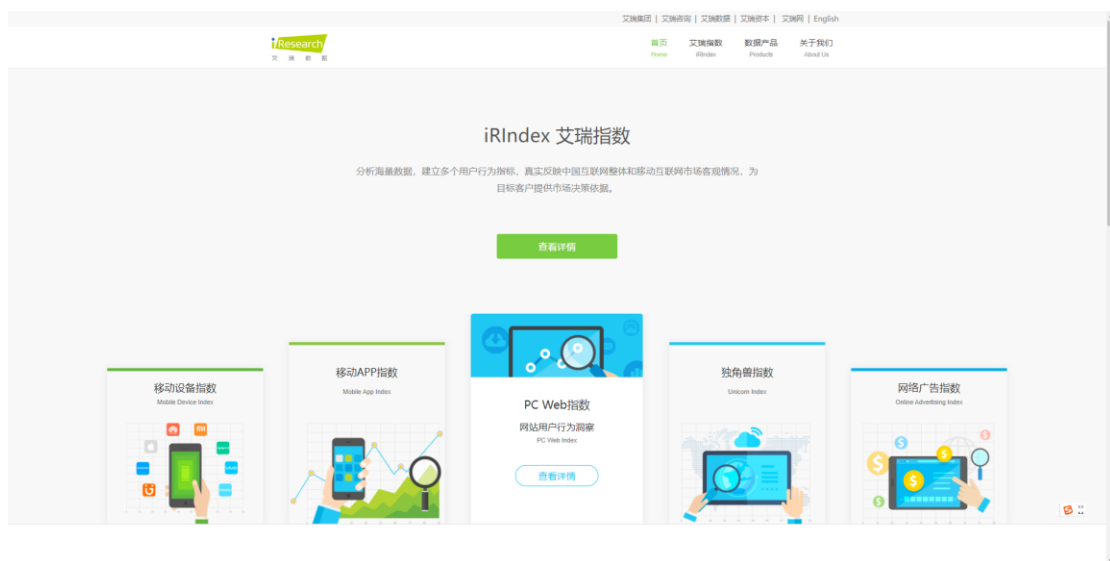 艾瑞集团 | 艾瑞咨询 | 艾瑞数据 | 艾瑞资本 | 艾瑞网 | English
iResearch
艾瑞数据
首页 艾瑞指数 数据产品 关于我们
Home iRIndex Products About Us
iRIndex 艾瑞指数
分析海量数据，建立多个用户行为指标，真实反映中国互联网整体和移动互联网市场客观情况，为
目标客户提供市场决策依据。
查看详情
移动设备指数
Mobile Device Index
移动APP指数
Mobile App Index
PC Web指数
网站用户行为洞察
PC Web Index
查看详情
独角兽指数
Unicorn Index
网络广告指数
Online Advertising Index